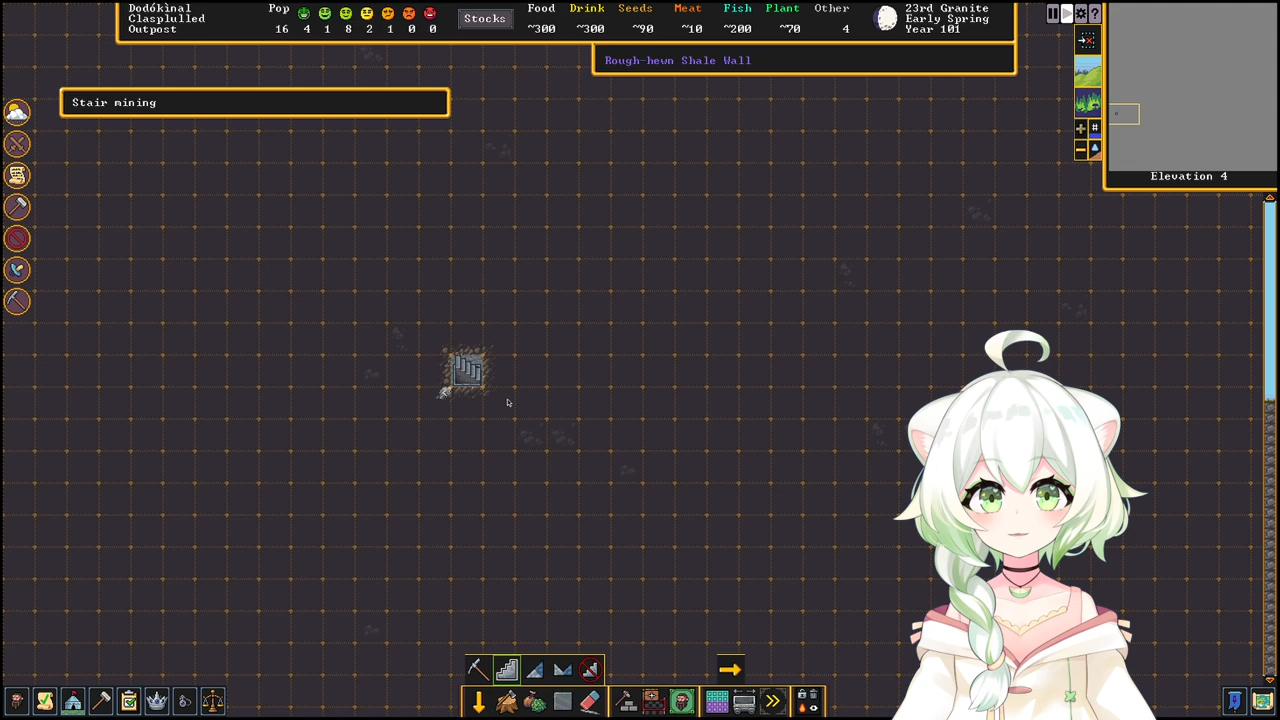 Dodókinal
Clasplulled
Outpost
Pop
16 4 1 8 2 1 0 0
Stocks
Food Drink Seeds Meat Fish Plant Other
~300 ~300 ~90 ~10 ~200 ~70 4
23rd Granite
Early Spring
Year 101
Rough-hewn Shale Wall
Stair mining
Elevation 4